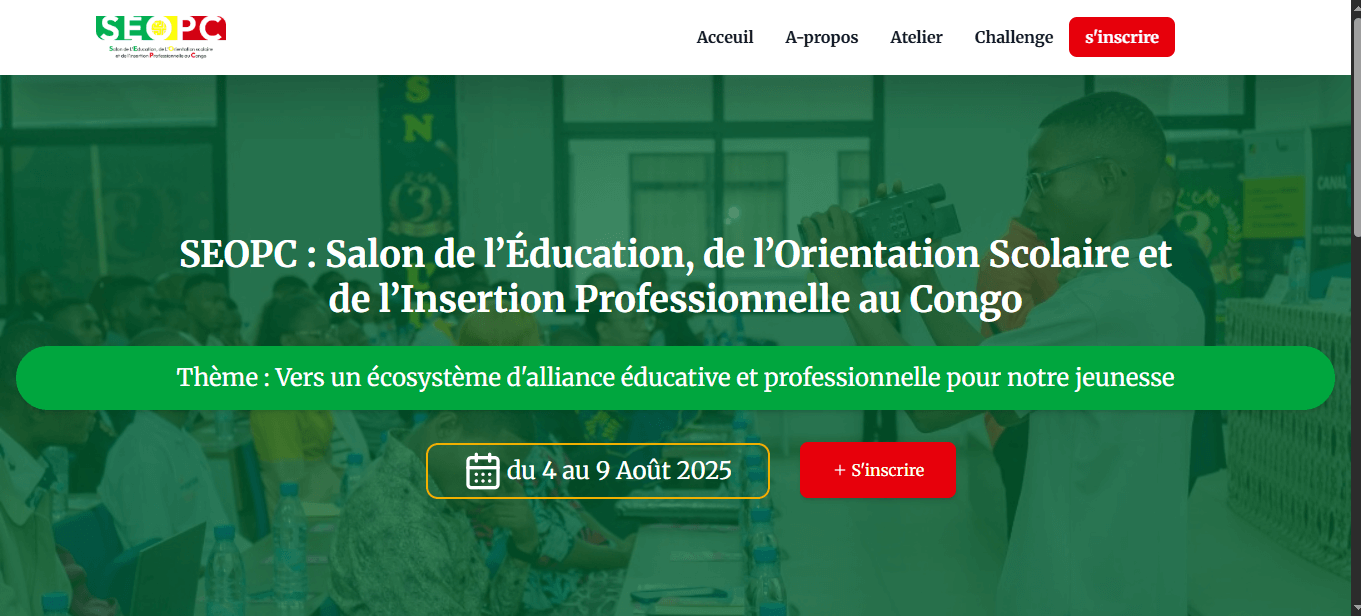 SEOPC
Salon de L'Éducation, de L'Orientation scolaire
et de l'Insertion Professionnelle au Congo
Acceuil
A-propos
Atelier
Challenge
s'inscrire
S
N
3
CANAL
SEOPC : Salon de l’Éducation, de l’Orientation Scolaire et
de l’Insertion Professionnelle au Congo
Thème : Vers un écosystème d'alliance éducative et professionnelle pour notre jeunesse
du 4 au 9 Août 2025
+ S'inscrire